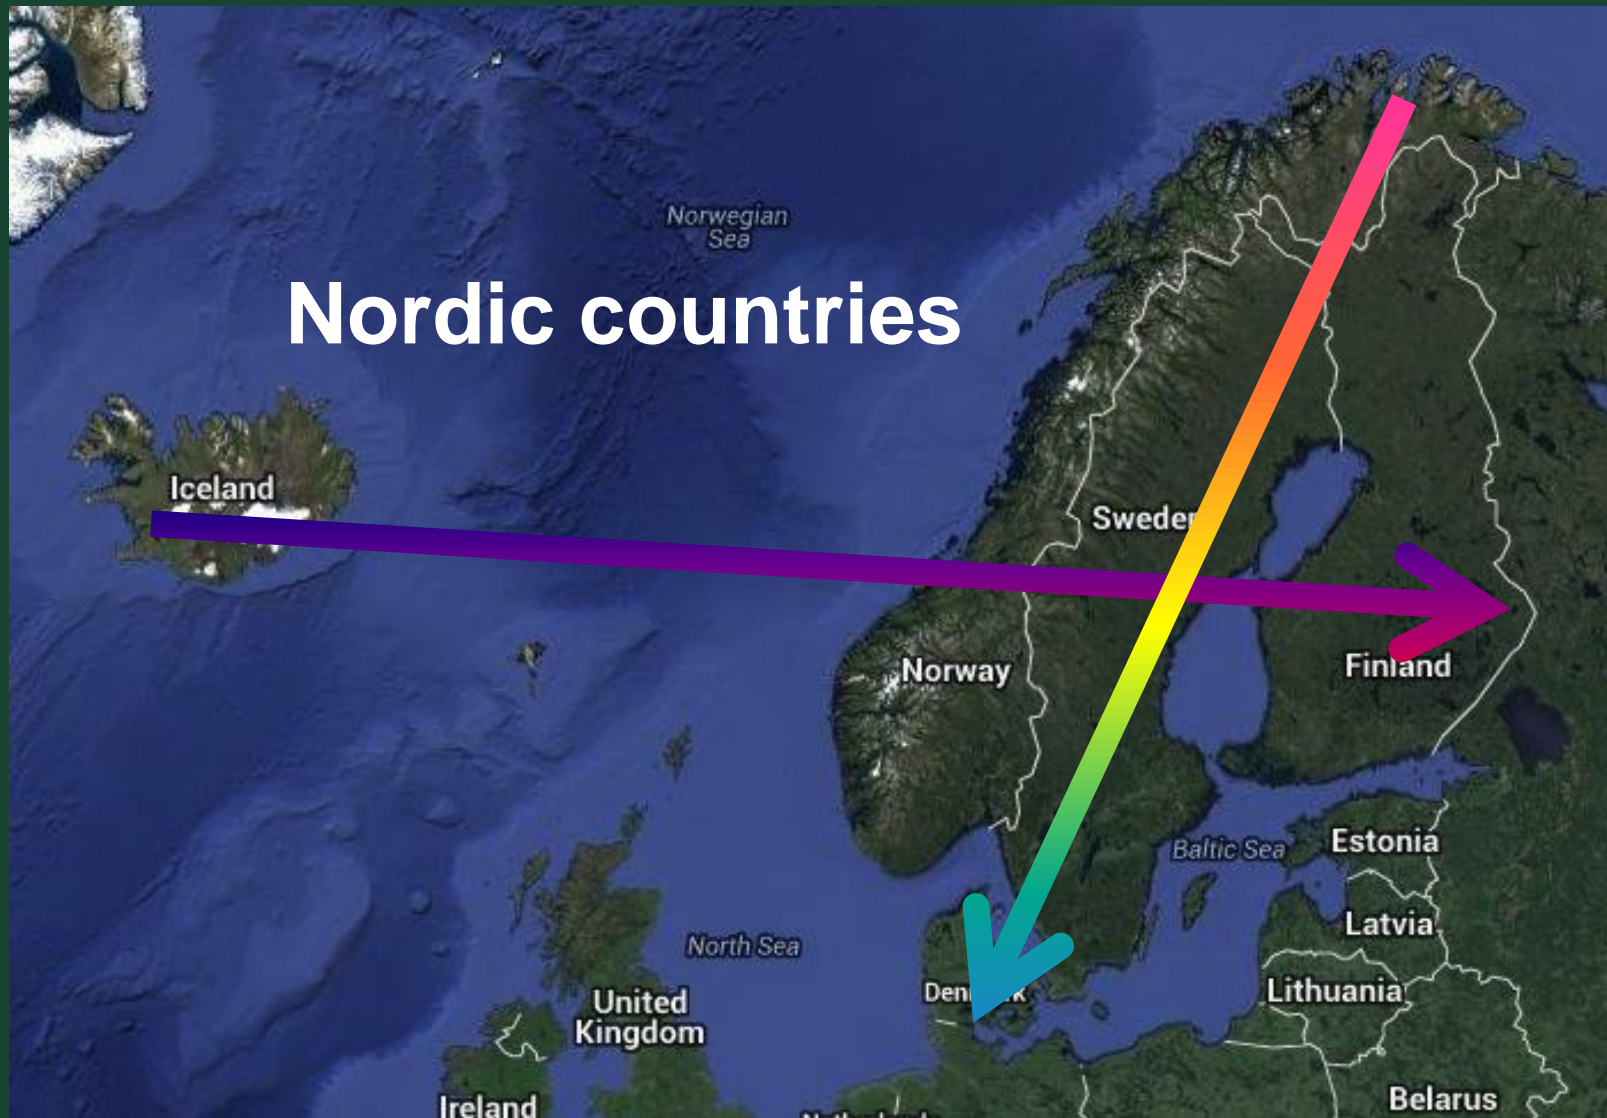 Norwegian
Sea
Nordic countries
Iceland
Sweden
Norway
Finland
Baltic Sea
Estonia
Latvia
North Sea
Denmark
Lithuania
United
Kingdom
Belarus
Ireland